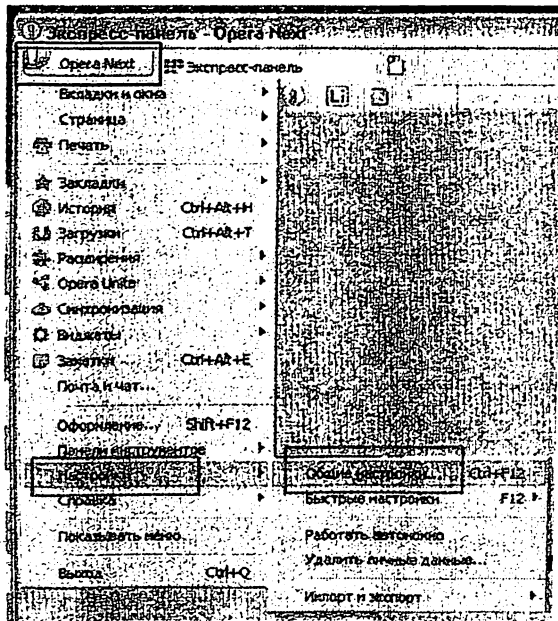 Экспресс-панель - Opera Next
Opera Next
Экспресс-панель
Вкладки и окна
Страница
Печать
Закладки
История Ctrl+Alt+H
Загрузки Ctrl+Alt+T
Расширения
Opera Unite
Синхронизация
Виджеты
Заметки Ctrl+Alt+E
Почта и чат...
Оформление... Shift+F12
Панели инструментов
Настройки
Справка
Показывать меню
Выход Ctrl+Q
Общие настройки... Ctrl+F12
Быстрые настройки F12
Работать автономно
Удалить личные данные...
Импорт и экспорт